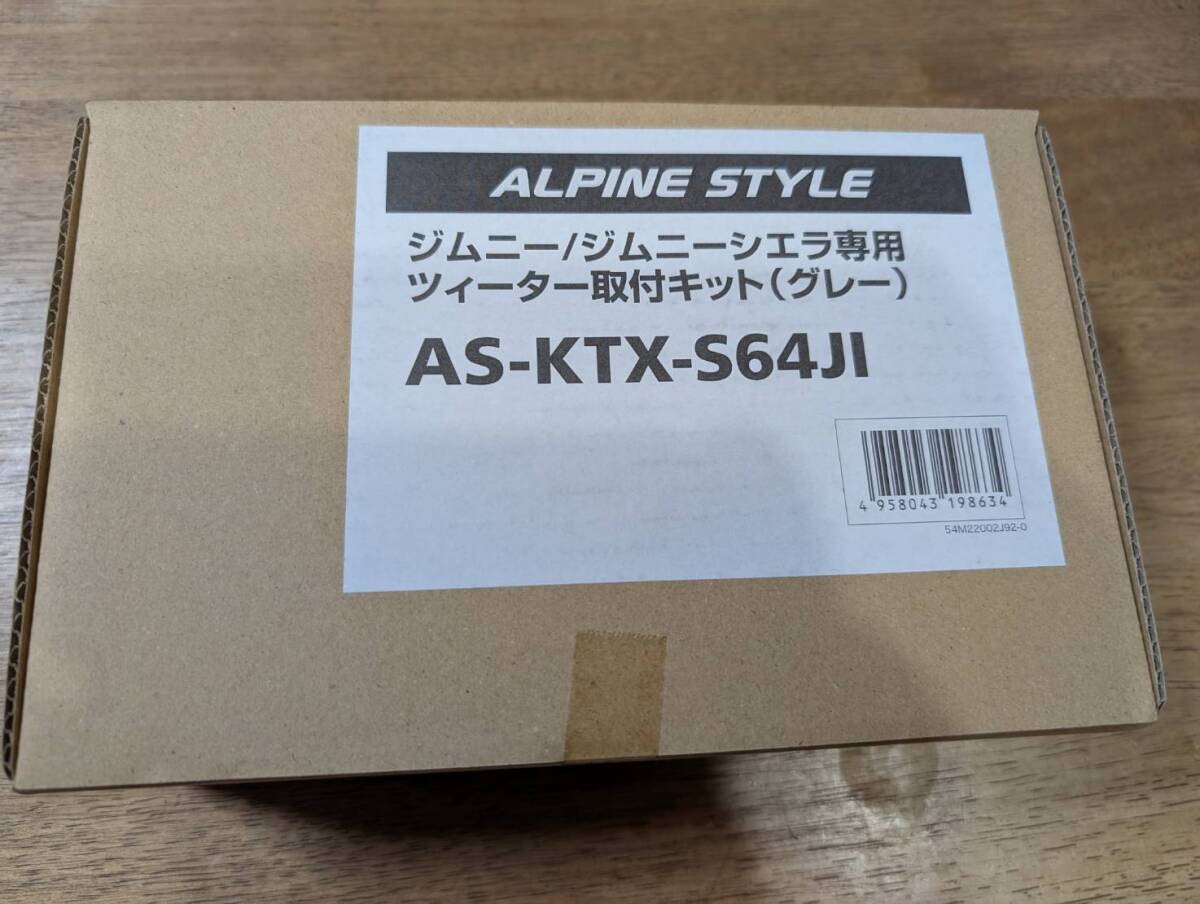 ALPINE STYLE
ジムニー/ジムニーシエラ専用
ツィーター取付キット(グレー)
AS-KTX-S64JI
4 958043 198634
54M22002J92-0